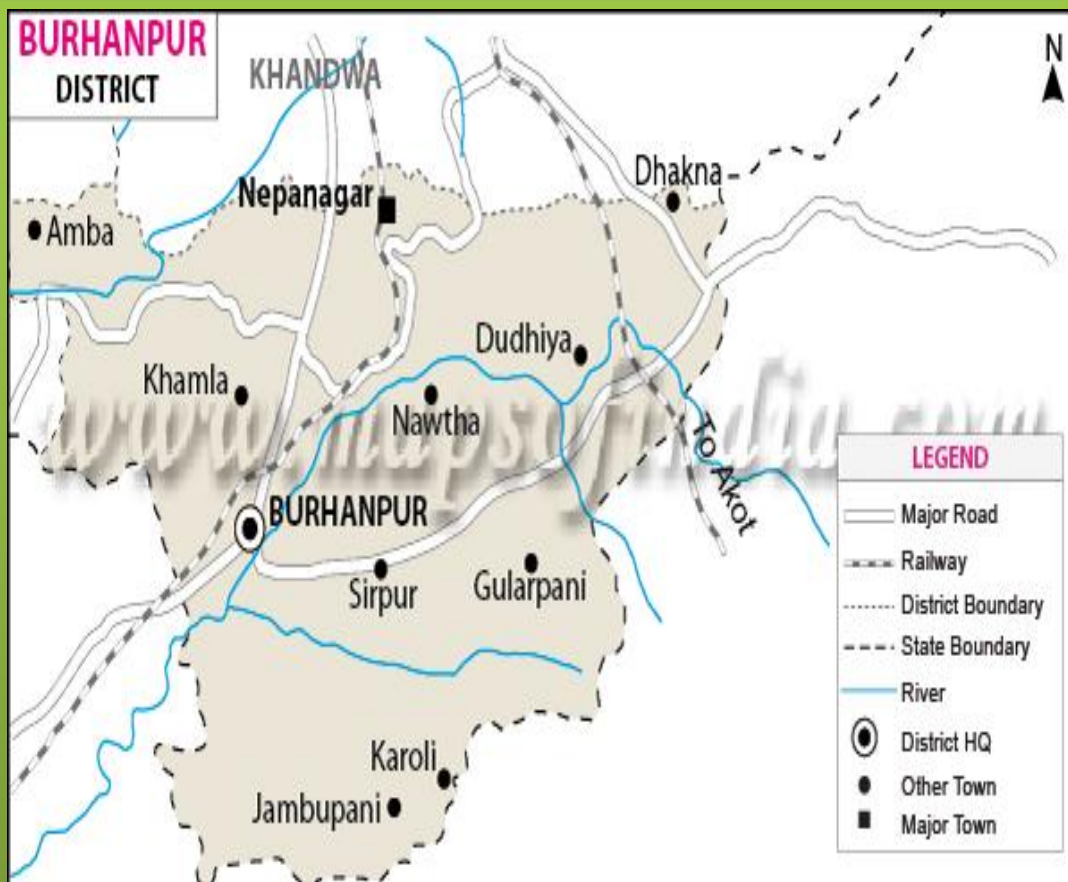 BURHANPUR
DISTRICT
KHANDWA
N
Nepanagar
Dhakna
Amba
Dudhiya
Khamla
Nawtha
www.mapsofindia.com
To Akot
BURHANPUR
Sirpur
Gularpani
Karoli
Jambupani
LEGEND
Major Road
Railway
District Boundary
State Boundary
River
District HQ
Other Town
Major Town